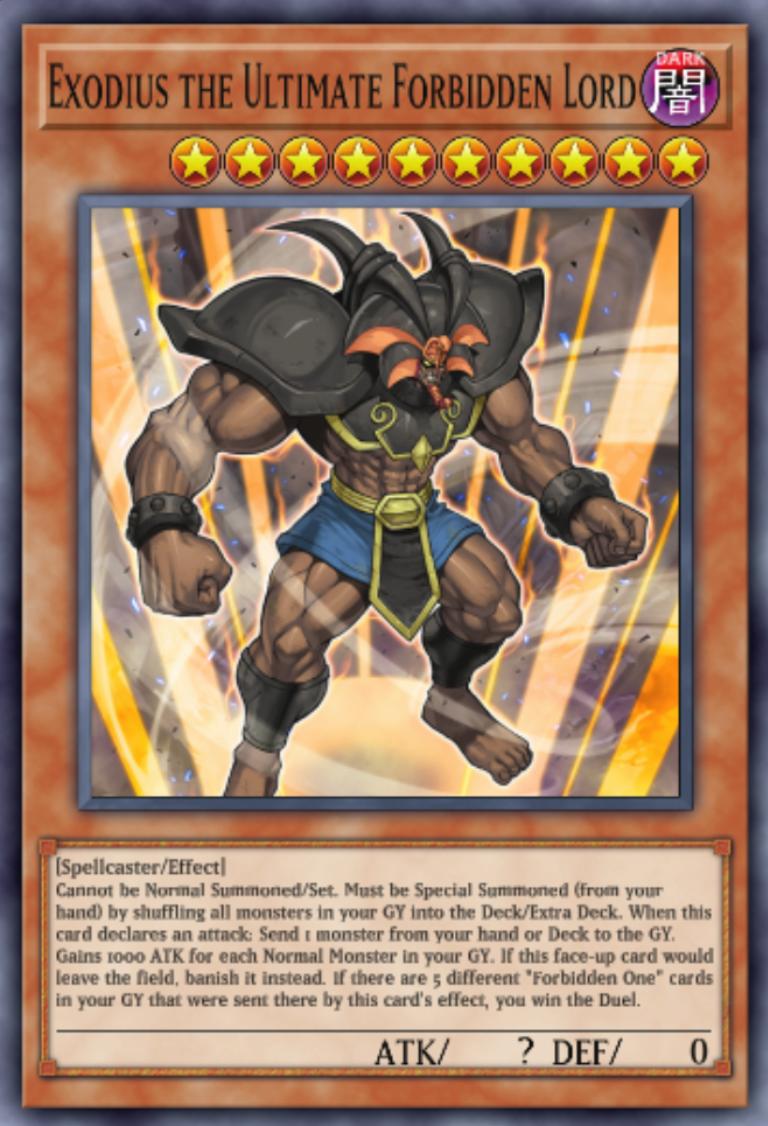 Exodius the Ultimate Forbidden Lord
DARK
闇
[Spellcaster/Effect]
Cannot be Normal Summoned/Set. Must be Special Summoned (from your
hand) by shuffling all monsters in your GY into the Deck/Extra Deck. When this
card declares an attack: Send 1 monster from your hand or Deck to the GY.
Gains 1000 ATK for each Normal Monster in your GY. If this face-up card would
leave the field, banish it instead. If there are 5 different "Forbidden One" cards
in your GY that were sent there by this card's effect, you win the Duel.
ATK/ ? DEF/ 0